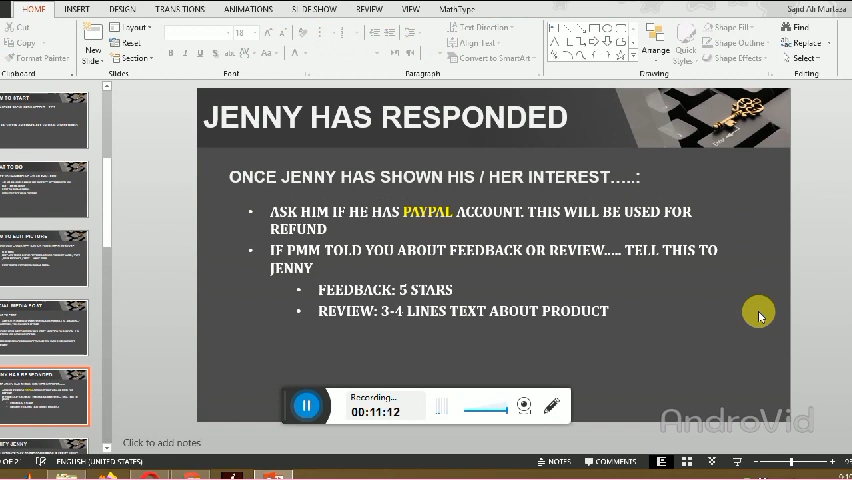 HOME INSERT DESIGN TRANSITIONS ANIMATIONS SLIDE SHOW REVIEW VIEW MathType Sajid Ali Murtaza
Cut
Copy
Format Painter
Clipboard
New
Slide
Layout
Reset
Section
Slides
18
Font
Paragraph
Text Direction
Align Text
Convert to SmartArt
Arrange
Quick
Styles
Drawing
Shape Fill
Shape Outline
Shape Effects
Find
Replace
Select
Editing
JENNY HAS RESPONDED
ONCE JENNY HAS SHOWN HIS / HER INTEREST…..:
• ASK HIM IF HE HAS PAYPAL ACCOUNT. THIS WILL BE USED FOR
REFUND
• IF PMM TOLD YOU ABOUT FEEDBACK OR REVIEW..... TELL THIS TO
JENNY
• FEEDBACK: 5 STARS
• REVIEW: 3-4 LINES TEXT ABOUT PRODUCT
Recording...
00:11:12
AndroVid
Click to add notes
OF 21 ENGLISH (UNITED STATES) NOTES COMMENTS